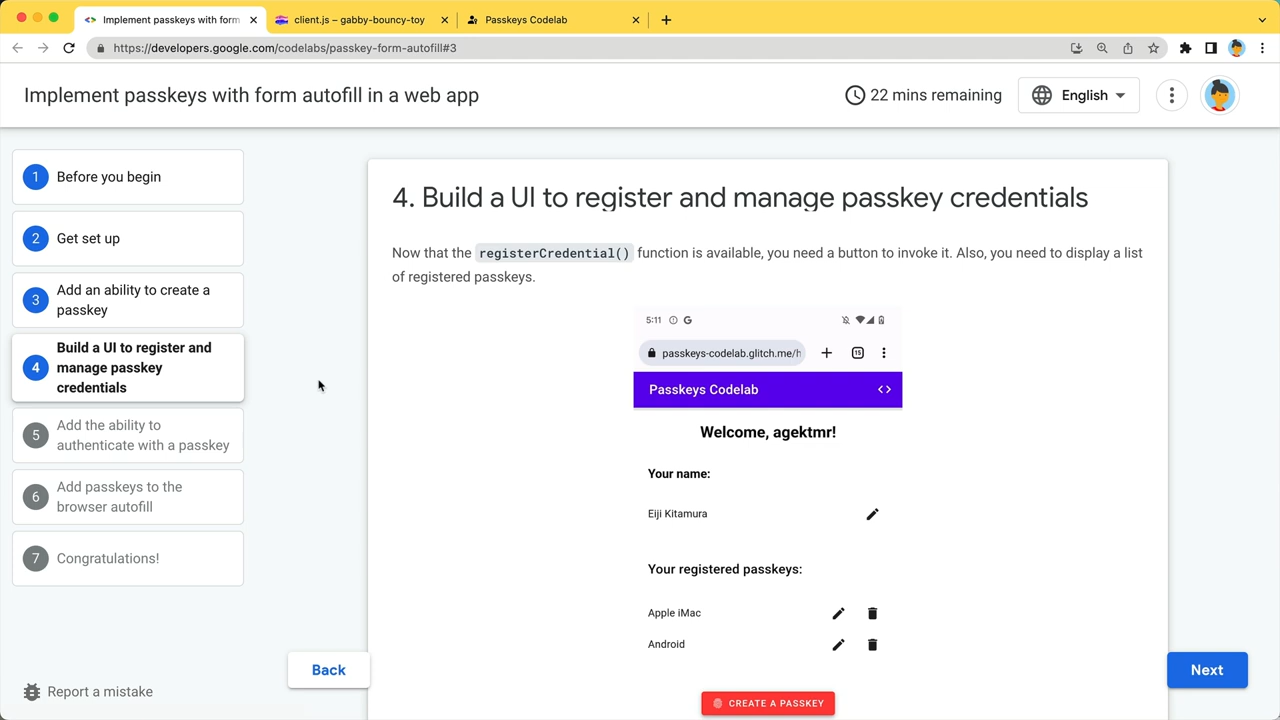 Implement passkeys with form
client.js – gabby-bouncy-toy
Passkeys Codelab
https://developers.google.com/codelabs/passkey-form-autofill#3
Implement passkeys with form autofill in a web app
22 mins remaining
English
1 Before you begin
2 Get set up
3 Add an ability to create a
passkey
4 Build a UI to register and
manage passkey
credentials
5 Add the ability to
authenticate with a passkey
6 Add passkeys to the
browser autofill
7 Congratulations!
Report a mistake
4. Build a UI to register and manage passkey credentials
Now that the registerCredential() function is available, you need a button to invoke it. Also, you need to display a list
of registered passkeys.
5:11 G
passkeys-codelab.glitch.me/h
15
Passkeys Codelab
Welcome, agektmr!
Your name:
Eiji Kitamura
Your registered passkeys:
Apple iMac
Android
CREATE A PASSKEY
Back
Next